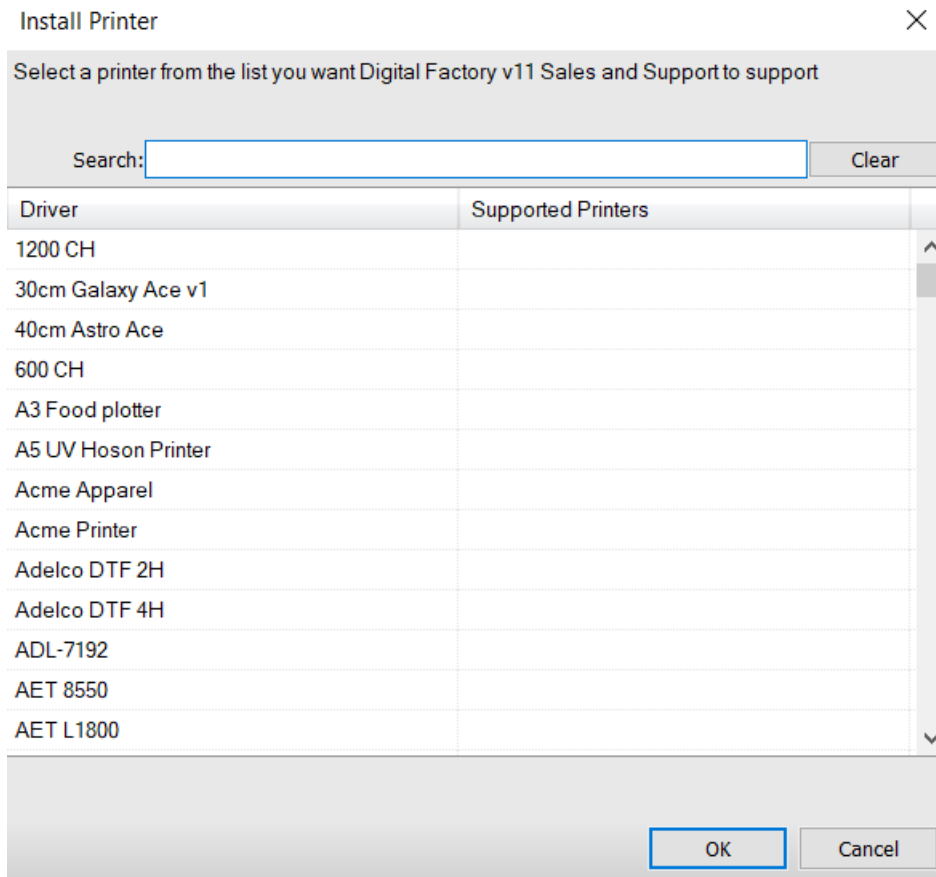 Install Printer
Select a printer from the list you want Digital Factory v11 Sales and Support to support
Search: Clear
Driver Supported Printers
1200 CH
30cm Galaxy Ace v1
40cm Astro Ace
600 CH
A3 Food plotter
A5 UV Hoson Printer
Acme Apparel
Acme Printer
Adelco DTF 2H
Adelco DTF 4H
ADL-7192
AET 8550
AET L1800
OK Cancel